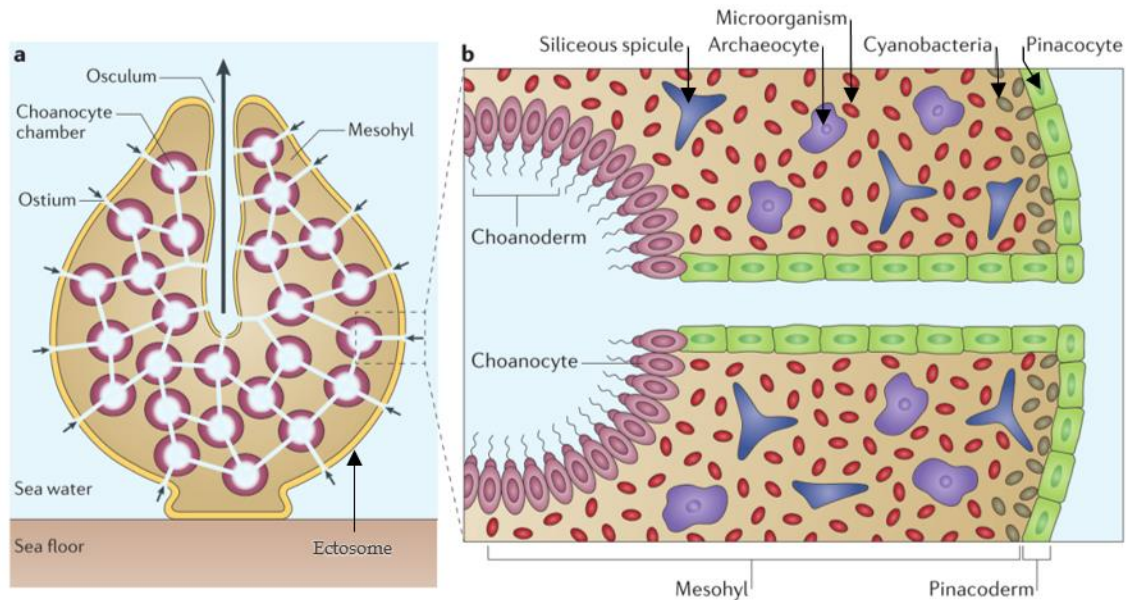 a
Osculum
Choanocyte
chamber
Mesohyl
Ostium
Sea water
Sea floor
Ectosome
b
Microorganism
Siliceous spicule
Archaeocyte
Cyanobacteria
Pinacocyte
Choanoderm
Choanocyte
Mesohyl
Pinacoderm